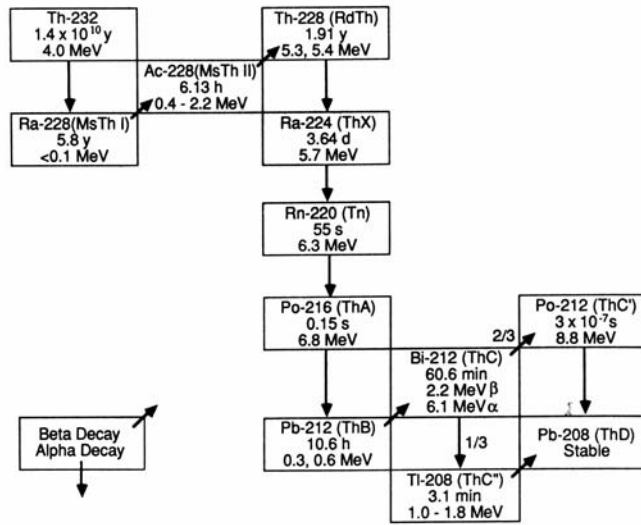 Th-232
1.4 x 10¹⁰ y
4.0 MeV
Th-228 (RdTh)
1.91 y
5.3, 5.4 MeV
Ac-228(MsTh II)
6.13 h
0.4 - 2.2 MeV
Ra-228(MsTh I)
5.8 y
<0.1 MeV
Ra-224 (ThX)
3.64 d
5.7 MeV
Rn-220 (Tn)
55 s
6.3 MeV
Po-216 (ThA)
0.15 s
6.8 MeV
2/3
Po-212 (ThC')
3 x 10⁻⁷s
8.8 MeV
Bi-212 (ThC)
60.6 min
2.2 MeV β
6.1 MeV α
Beta Decay
Alpha Decay
Pb-212 (ThB)
10.6 h
0.3, 0.6 MeV
1/3
Pb-208 (ThD)
Stable
Tl-208 (ThC")
3.1 min
1.0 - 1.8 MeV